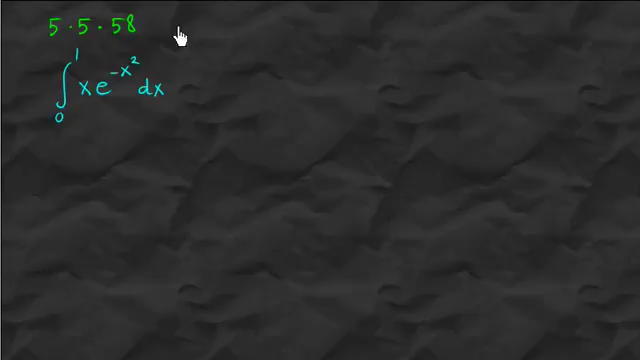 5 · 5 · 58
∫₀¹ xe^(-x²) dx